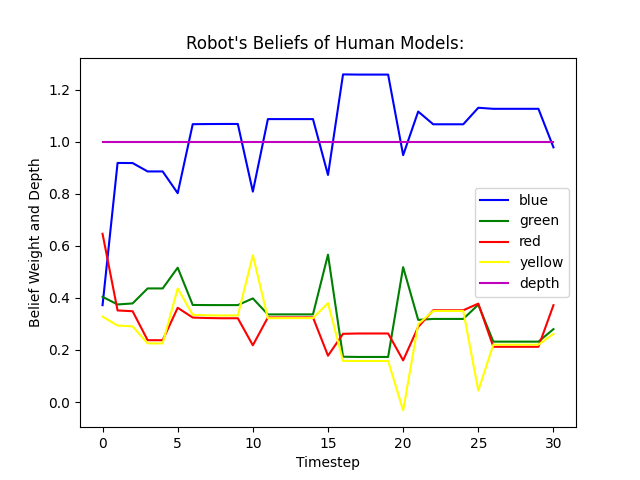 Robot's Beliefs of Human Models:
Belief Weight and Depth
1.2
1.0
0.8
0.6
0.4
0.2
0.0
blue
green
red
yellow
depth
0 5 10 15 20 25 30
Timestep